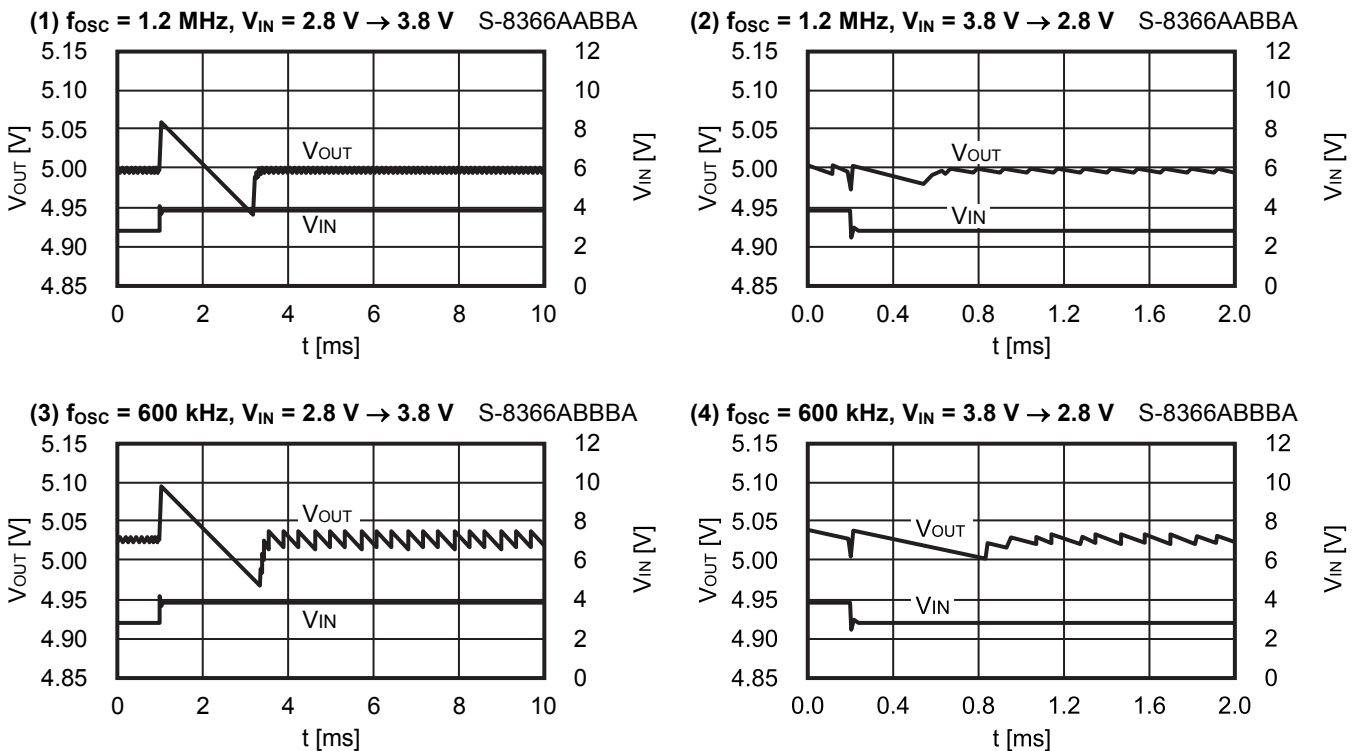 (1) fOSC = 1.2 MHz, VIN = 2.8 V → 3.8 V S-8366AABBA
5.15
5.10
5.05
5.00
4.95
4.90
4.85
VOUT [V]
12
10
8
6
4
2
0
VIN [V]
VOUT
VIN
0 2 4 6 8 10
t [ms]
(2) fOSC = 1.2 MHz, VIN = 3.8 V → 2.8 V S-8366AABBA
5.15
5.10
5.05
5.00
4.95
4.90
4.85
VOUT [V]
12
10
8
6
4
2
0
VIN [V]
VOUT
VIN
0.0 0.4 0.8 1.2 1.6 2.0
t [ms]
(3) fOSC = 600 kHz, VIN = 2.8 V → 3.8 V S-8366ABBBA
5.15
5.10
5.05
5.00
4.95
4.90
4.85
VOUT [V]
12
10
8
6
4
2
0
VIN [V]
VOUT
VIN
0 2 4 6 8 10
t [ms]
(4) fOSC = 600 kHz, VIN = 3.8 V → 2.8 V S-8366ABBBA
5.15
5.10
5.05
5.00
4.95
4.90
4.85
VOUT [V]
12
10
8
6
4
2
0
VIN [V]
VOUT
VIN
0.0 0.4 0.8 1.2 1.6 2.0
t [ms]